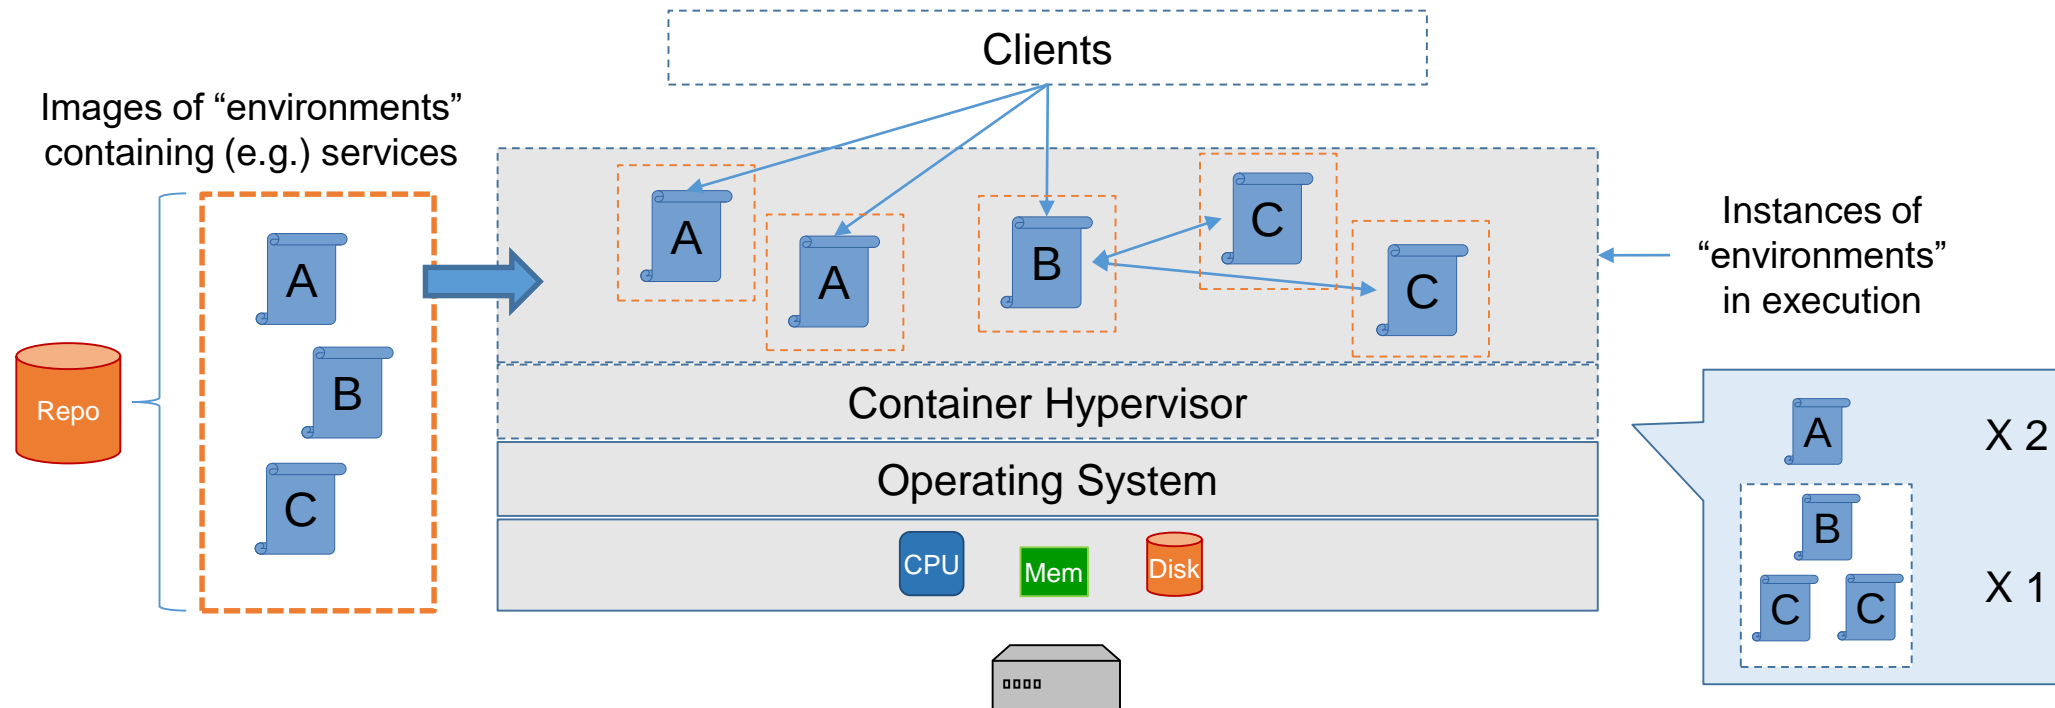 Clients
Images of “environments”
containing (e.g.) services
A
B
C
Repo
A
A
B
C
C
Container Hypervisor
Operating System
CPU
Mem
Disk
Instances of
“environments”
in execution
A
X 2
B
C
C
X 1